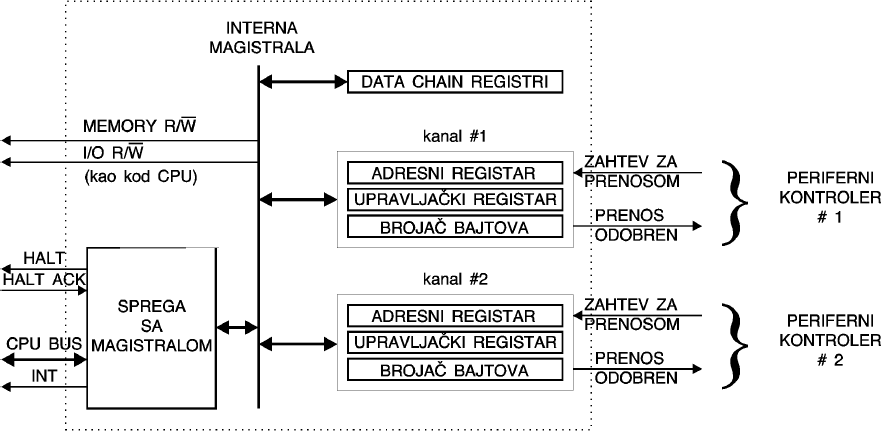 INTERNA
MAGISTRALA
DATA CHAIN REGISTRI
MEMORY R/W̅
I/O R/W̅
(kao kod CPU)
kanal #1
ADRESNI REGISTAR
UPRAVLJAČKI REGISTAR
BROJAČ BAJTOVA
ZAHTEV ZA
PRENOSOM
PRENOS
ODOBREN
PERIFERNI
KONTROLER
# 1
HALT
HALT ACK
CPU BUS
INT
SPREGA
SA
MAGISTRALOM
kanal #2
ADRESNI REGISTAR
UPRAVLJAČKI REGISTAR
BROJAČ BAJTOVA
ZAHTEV ZA
PRENOSOM
PRENOS
ODOBREN
PERIFERNI
KONTROLER
# 2